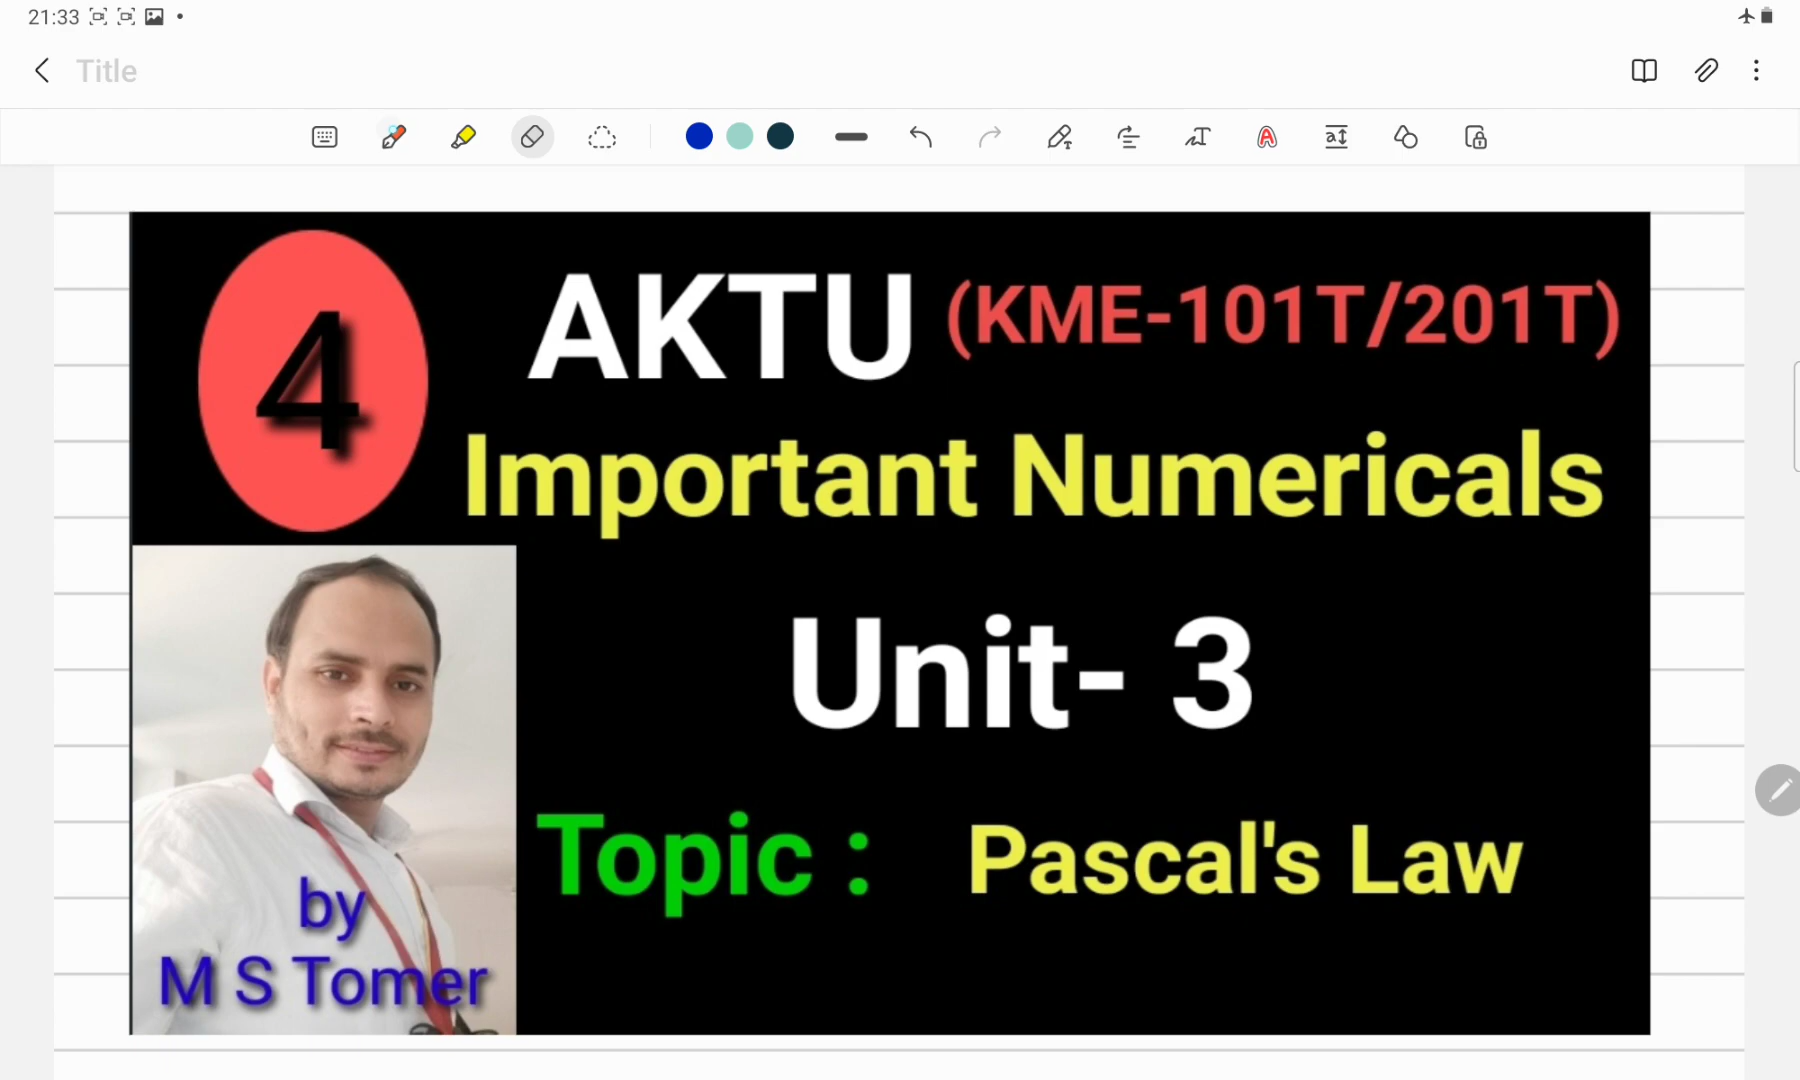 21:33
Title
4
AKTU (KME-101T/201T)
Important Numericals
Unit- 3
Topic : Pascal's Law
by
M S Tomer